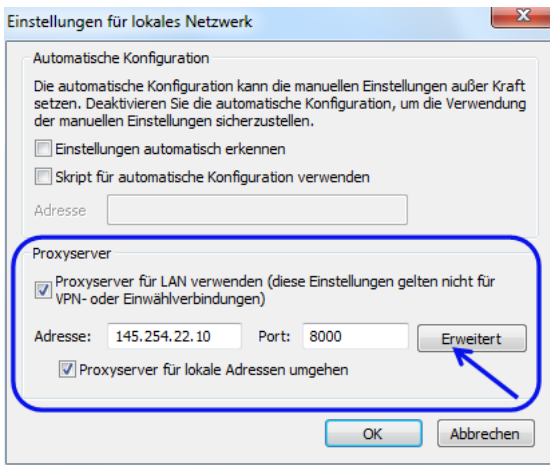 Einstellungen für lokales Netzwerk
Automatische Konfiguration
Die automatische Konfiguration kann die manuellen Einstellungen außer Kraft
setzen. Deaktivieren Sie die automatische Konfiguration, um die Verwendung
der manuellen Einstellungen sicherzustellen.
Einstellungen automatisch erkennen
Skript für automatische Konfiguration verwenden
Adresse
Proxyserver
Proxyserver für LAN verwenden (diese Einstellungen gelten nicht für
VPN- oder Einwählverbindungen)
Adresse: 145.254.22.10 Port: 8000 Erweitert
Proxyserver für lokale Adressen umgehen
OK Abbrechen